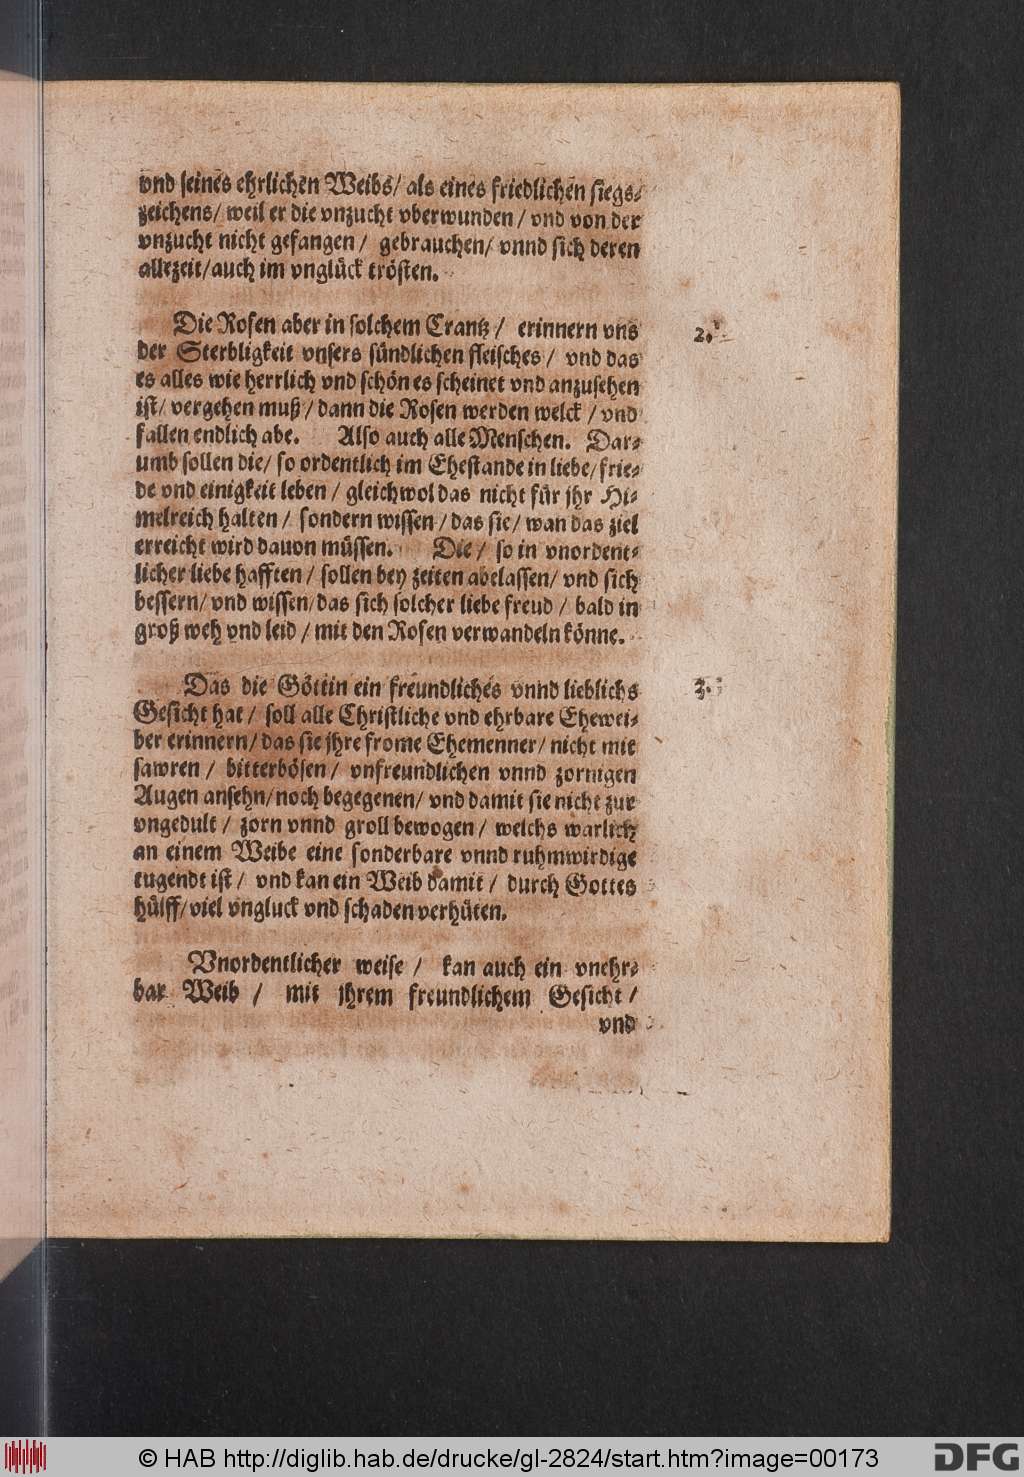 vnd seines ehrlichen Weibs/ als eines friedlichen siegs-
zeichens/ weil er die vnzucht vberwunden / vnd von der
vnzucht nicht gefangen / gebrauchen/ vnnd sich deren
allezeit/auch im vnglück trösten.
Die Rosen aber in solchem Crantz / erinnern vns
2.
der Sterbligkeit vnsers sündlichen fleisches / vnd das
es alles wie herrlich vnd schön es scheinet vnd anzusehen
ist/ vergehen muß / dann die Rosen werden welck / vnd
fallen endlich abe. Also auch alle Menschen. Dar-
umb sollen die/ so ordentlich im Ehestande in liebe/ frie-
de vnd einigkeit leben / gleichwol das nicht für jhr Hi-
melreich halten / sondern wissen / das sie/ wan das ziel
erreicht wird dauon müssen. Die / so in vnordent-
licher liebe hafften / sollen bey zeiten abelassen/ vnd sich
bessern/ vnd wissen/das sich solcher liebe freud / bald in
groß weh vnd leid / mit den Rosen verwandeln könne.
Das die Göttin ein freundliches vnnd lieblichs
3.
Gesicht hat / soll alle Christliche vnd ehrbare Ehewei-
ber erinnern/ das sie jhre frome Ehemenner/ nicht mit
sawren / bitterbösen / vnfreundlichen vnnd zornigen
Augen ansehn/noch begegenen/ vnd damit sie nicht zur
vngedult / zorn vnnd groll bewogen / welchs warlich
an einem Weibe eine sonderbare vnnd ruhmwirdige
tugendt ist / vnd kan ein Weib damit / durch Gottes
hülff/viel vngluck vnd schaden verhüten.
Vnordentlicher weise / kan auch ein vnehr-
bar Weib / mit jhrem freundlichem Gesicht /
vnd
© HAB http://diglib.hab.de/drucke/gl-2824/start.htm?image=00173
DFG